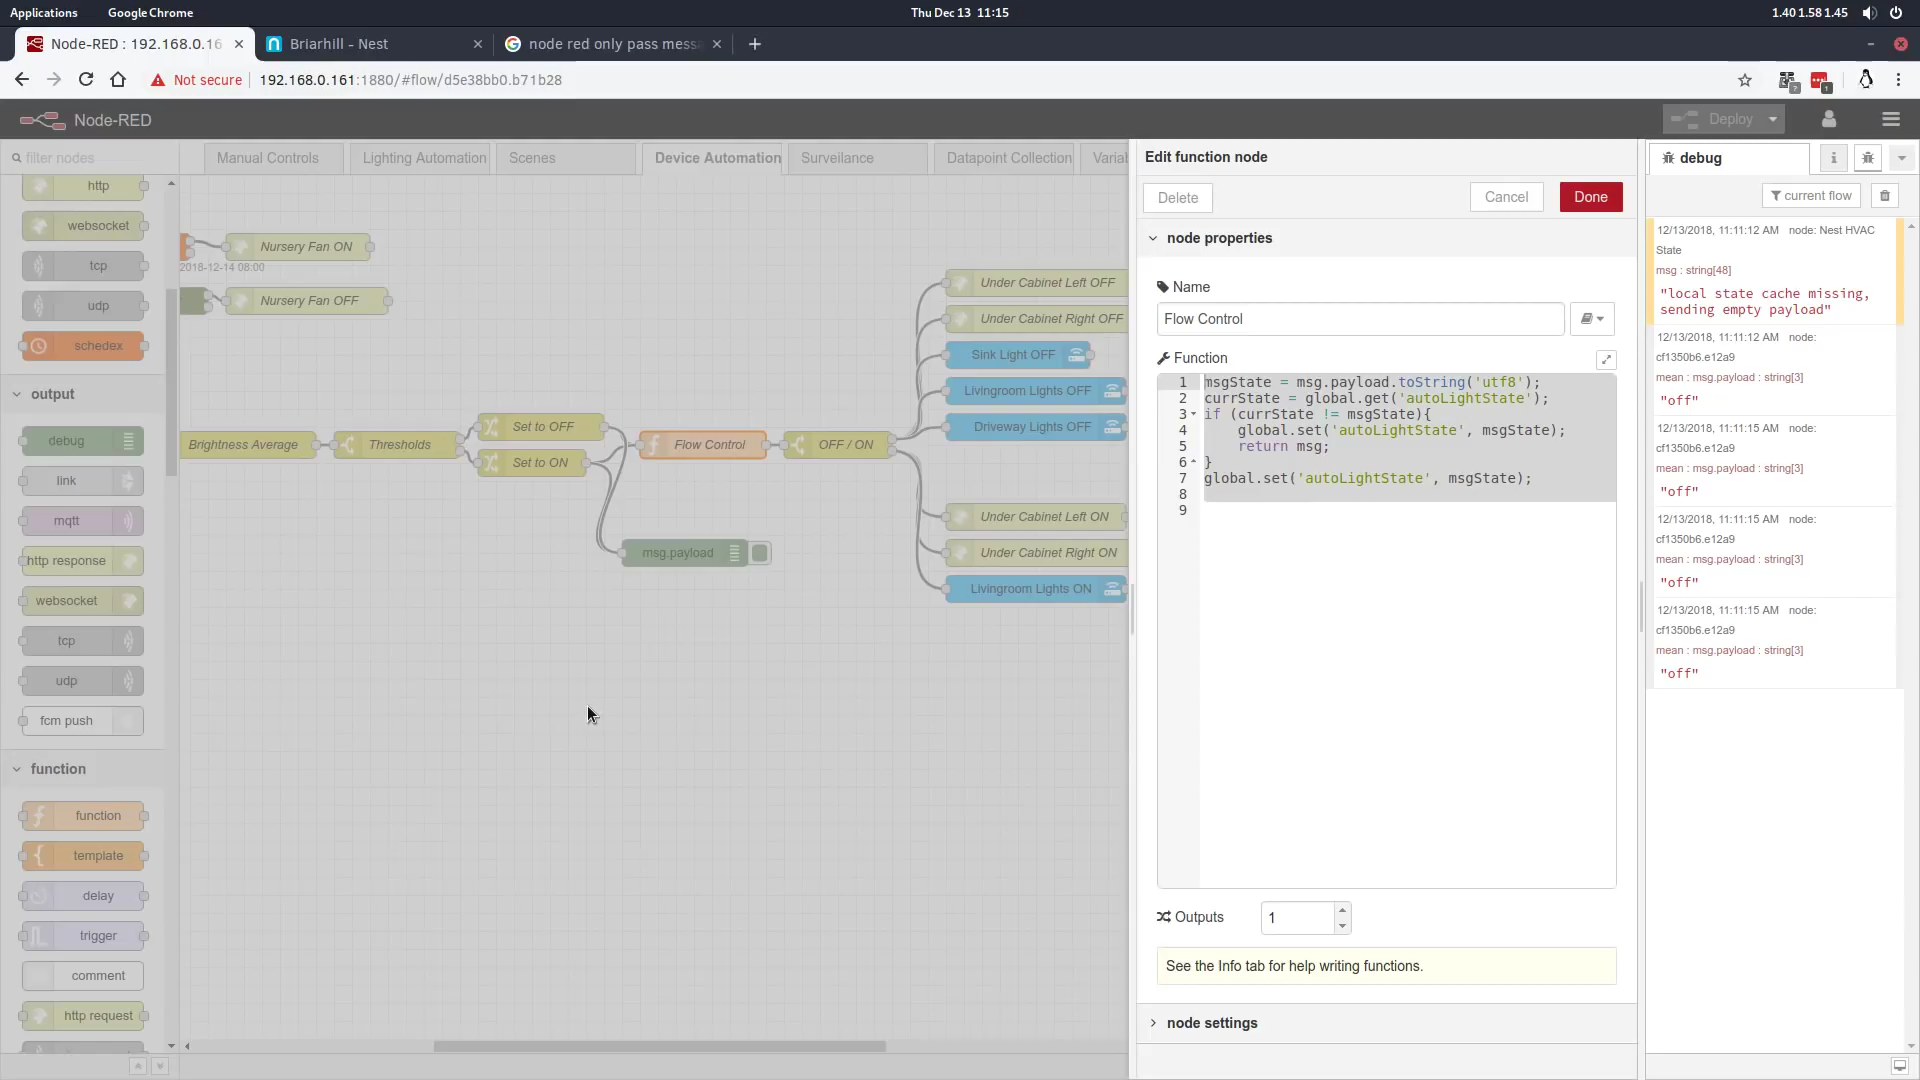 Applications
Google Chrome
Thu Dec 13 11:15
1.40 1.58 1.45
Node-RED : 192.168.0.16
Briarhill - Nest
node red only pass mess
Not secure
192.168.0.161:1880/#flow/d5e38bb0.b71b28
Node-RED
Deploy
filter nodes
http
websocket
tcp
udp
schedex
output
debug
link
mqtt
http response
websocket
tcp
udp
fcm push
function
function
template
delay
trigger
comment
http request
Manual Controls
Lighting Automation
Scenes
Device Automation
Surveilance
Datapoint Collection
Varia
Nursery Fan ON
2018-12-14 08:00
Nursery Fan OFF
Brightness Average
Thresholds
Set to OFF
Set to ON
Flow Control
OFF / ON
msg.payload
Under Cabinet Left OFF
Under Cabinet Right OFF
Sink Light OFF
Livingroom Lights OFF
Driveway Lights OFF
Under Cabinet Left ON
Under Cabinet Right ON
Livingroom Lights ON
Edit function node
Delete
Cancel
Done
node properties
Name
Flow Control
Function
1 msgState = msg.payload.toString('utf8');
2 currState = global.get('autoLightState');
3 if (currState != msgState){
4 global.set('autoLightState', msgState);
5 return msg;
6 }
7 global.set('autoLightState', msgState);
8
9
Outputs
1
See the Info tab for help writing functions.
node settings
debug
i
current flow
12/13/2018, 11:11:12 AM node: Nest HVAC
State
msg : string[48]
"local state cache missing,
sending empty payload"
12/13/2018, 11:11:12 AM node:
cf1350b6.e12a9
mean : msg.payload : string[3]
"off"
12/13/2018, 11:11:15 AM node:
cf1350b6.e12a9
mean : msg.payload : string[3]
"off"
12/13/2018, 11:11:15 AM node:
cf1350b6.e12a9
mean : msg.payload : string[3]
"off"
12/13/2018, 11:11:15 AM node:
cf1350b6.e12a9
mean : msg.payload : string[3]
"off"